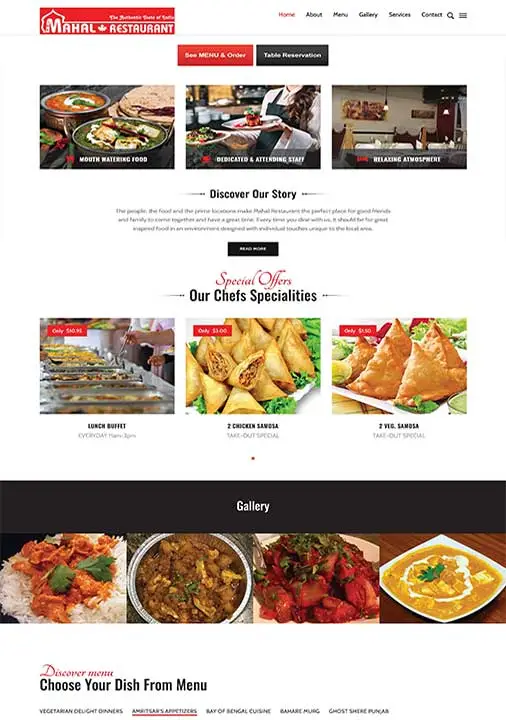 The Authentic Taste of India
MAHAL RESTAURANT
Home About Menu Gallery Services Contact
See MENU & Order
Table Reservation
MOUTH WATERING FOOD
DEDICATED & ATTENDING STAFF
RELAXING ATMOSPHERE
Discover Our Story
The people, the food and the prime locations make Mahal Restaurant the perfect place for good friends
and family to come together and have a great time. Every time you dine with us, it should be for great
inspired food in an environment designed with individual touches unique to the local area.
READ MORE
Special Offers
Our Chefs Specialities
Only $10.95
Only $3.00
Only $1.50
LUNCH BUFFET
2 CHICKEN SAMOSA
2 VEG. SAMOSA
EVERYDAY 11am-3pm
TAKE-OUT SPECIAL
TAKE-OUT SPECIAL
Gallery
Discover menu
Choose Your Dish From Menu
VEGETARIAN DELIGHT DINNERS AMRITSAR'S APPETIZERS BAY OF BENGAL CUISINE BAHARE MURG GHOST SHERE PUNJAB